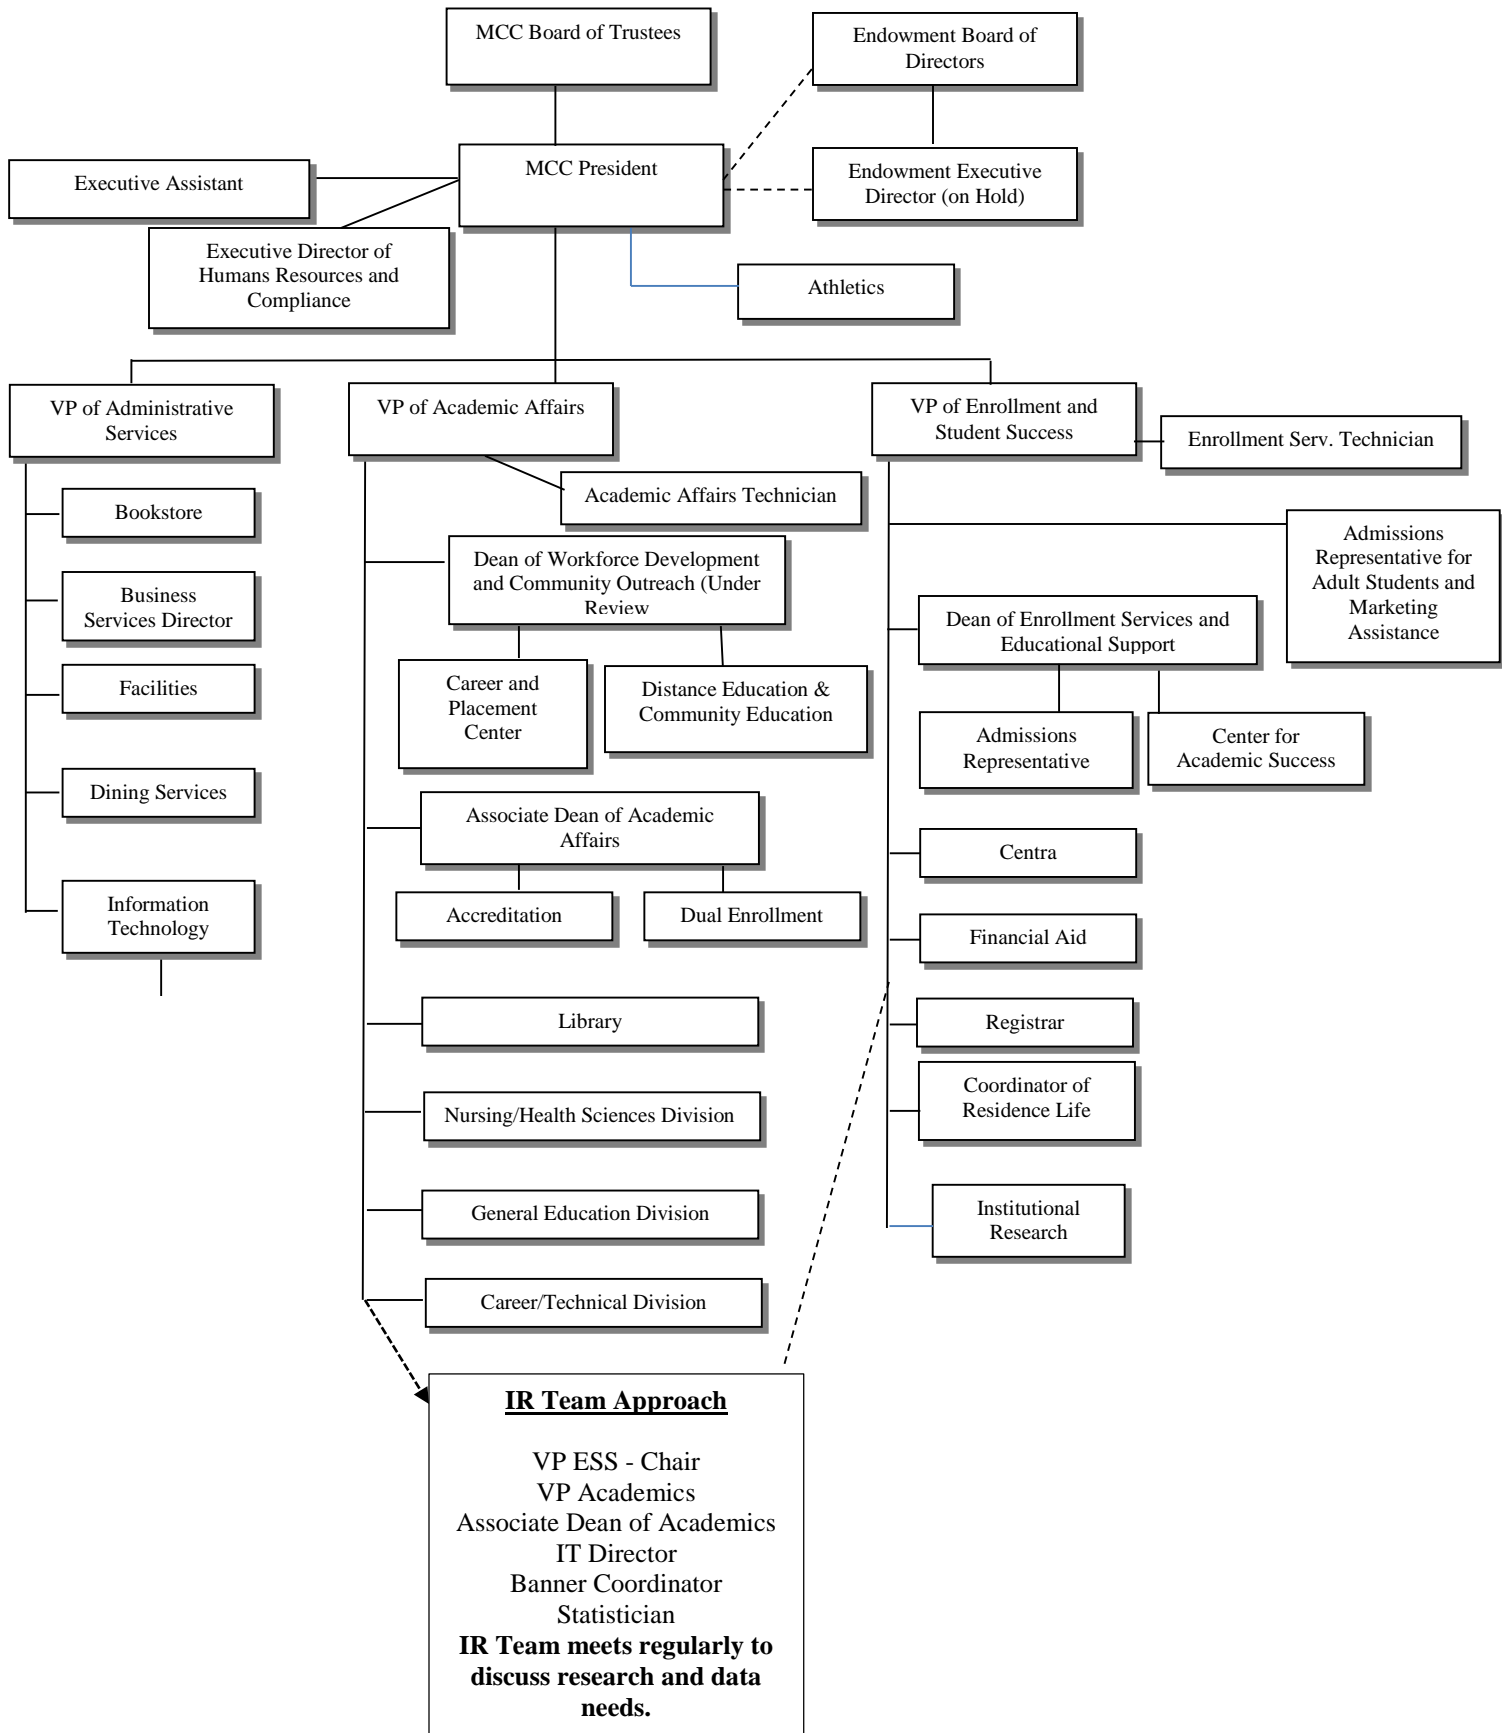 MCC Board of Trustees
Endowment Board of
Directors
MCC President
Endowment Executive
Director (on Hold)
Executive Assistant
Executive Director of
Humans Resources and
Compliance
Athletics
VP of Administrative
Services
VP of Academic Affairs
VP of Enrollment and
Student Success
Enrollment Serv. Technician
Bookstore
Business
Services Director
Facilities
Dining Services
Information
Technology
Academic Affairs Technician
Dean of Workforce Development
and Community Outreach (Under
Review
Career and
Placement
Center
Distance Education &
Community Education
Associate Dean of Academic
Affairs
Accreditation
Dual Enrollment
Library
Nursing/Health Sciences Division
General Education Division
Career/Technical Division
Admissions
Representative for
Adult Students and
Marketing
Assistance
Dean of Enrollment Services and
Educational Support
Admissions
Representative
Center for
Academic Success
Centra
Financial Aid
Registrar
Coordinator of
Residence Life
Institutional
Research
IR Team Approach
VP ESS - Chair
VP Academics
Associate Dean of Academics
IT Director
Banner Coordinator
Statistician
IR Team meets regularly to
discuss research and data
needs.